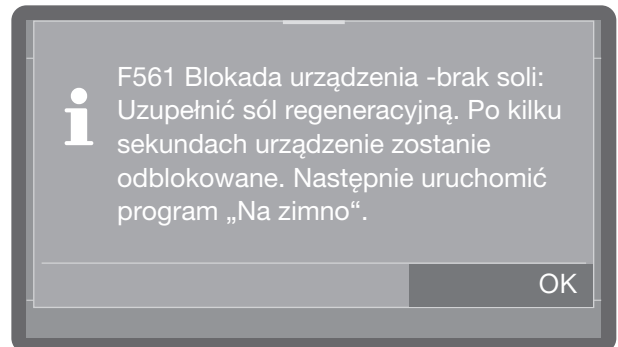 F561 Blokada urządzenia -brak soli:
Uzupełnić sól regeneracyjną. Po kilku
sekundach urządzenie zostanie
odblokowane. Następnie uruchomić
program „Na zimno“.
OK